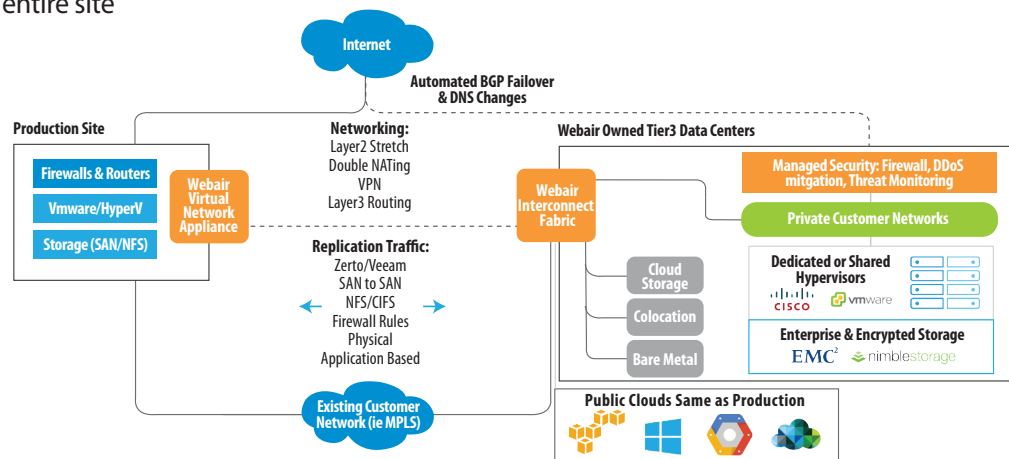 entire site
Internet
Automated BGP Failover
& DNS Changes
Production Site
Firewalls & Routers
Vmware/HyperV
Storage (SAN/NFS)
Webair
Virtual
Network
Appliance
Networking:
Layer2 Stretch
Double NATing
VPN
Layer3 Routing
Replication Traffic:
Zerto/Veeam
SAN to SAN
NFS/CIFS
Firewall Rules
Physical
Application Based
Existing Customer
Network (ie MPLS)
Webair Owned Tier3 Data Centers
Webair
Interconnect
Fabric
Managed Security: Firewall, DDoS
mitgation, Threat Monitoring
Private Customer Networks
Cloud
Storage
Colocation
Bare Metal
Dedicated or Shared
Hypervisors
CISCO
vmware
Enterprise & Encrypted Storage
EMC²
nimblestorage
Public Clouds Same as Production